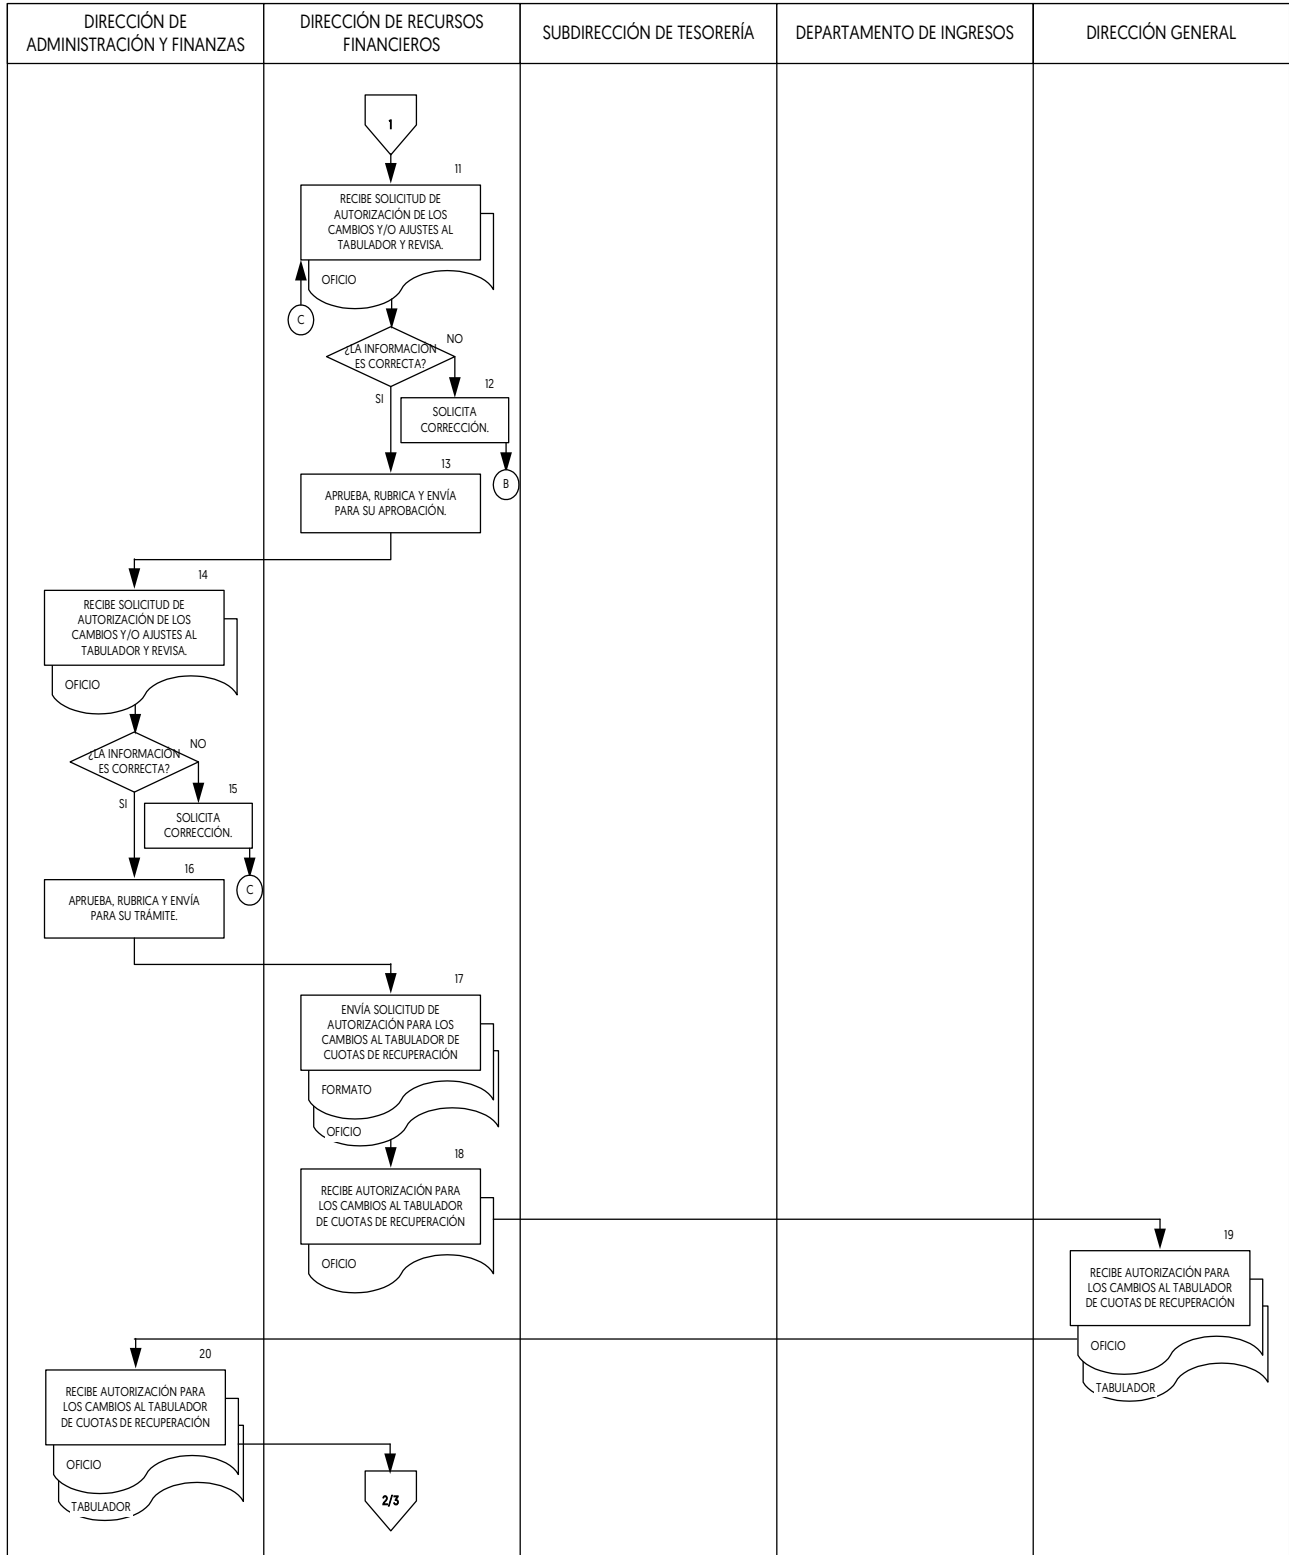 DIRECCIÓN DE
ADMINISTRACIÓN Y FINANZAS
DIRECCIÓN DE RECURSOS
FINANCIEROS
SUBDIRECCIÓN DE TESORERÍA
DEPARTAMENTO DE INGRESOS
DIRECCIÓN GENERAL
1
11
RECIBE SOLICITUD DE
AUTORIZACIÓN DE LOS
CAMBIOS Y/O AJUSTES AL
TABULADOR Y REVISA.
OFICIO
C
¿LA INFORMACIÓN
ES CORRECTA?
NO
SI
12
SOLICITA
CORRECCIÓN.
B
13
APRUEBA, RUBRICA Y ENVÍA
PARA SU APROBACIÓN.
14
RECIBE SOLICITUD DE
AUTORIZACIÓN DE LOS
CAMBIOS Y/O AJUSTES AL
TABULADOR Y REVISA.
OFICIO
¿LA INFORMACIÓN
ES CORRECTA?
NO
SI
15
SOLICITA
CORRECCIÓN.
C
16
APRUEBA, RUBRICA Y ENVÍA
PARA SU TRÁMITE.
17
ENVÍA SOLICITUD DE
AUTORIZACIÓN PARA LOS
CAMBIOS AL TABULADOR DE
CUOTAS DE RECUPERACIÓN
FORMATO
OFICIO
18
RECIBE AUTORIZACIÓN PARA
LOS CAMBIOS AL TABULADOR
DE CUOTAS DE RECUPERACIÓN
OFICIO
19
RECIBE AUTORIZACIÓN PARA
LOS CAMBIOS AL TABULADOR
DE CUOTAS DE RECUPERACIÓN
OFICIO
TABULADOR
20
RECIBE AUTORIZACIÓN PARA
LOS CAMBIOS AL TABULADOR
DE CUOTAS DE RECUPERACIÓN
OFICIO
TABULADOR
2/3